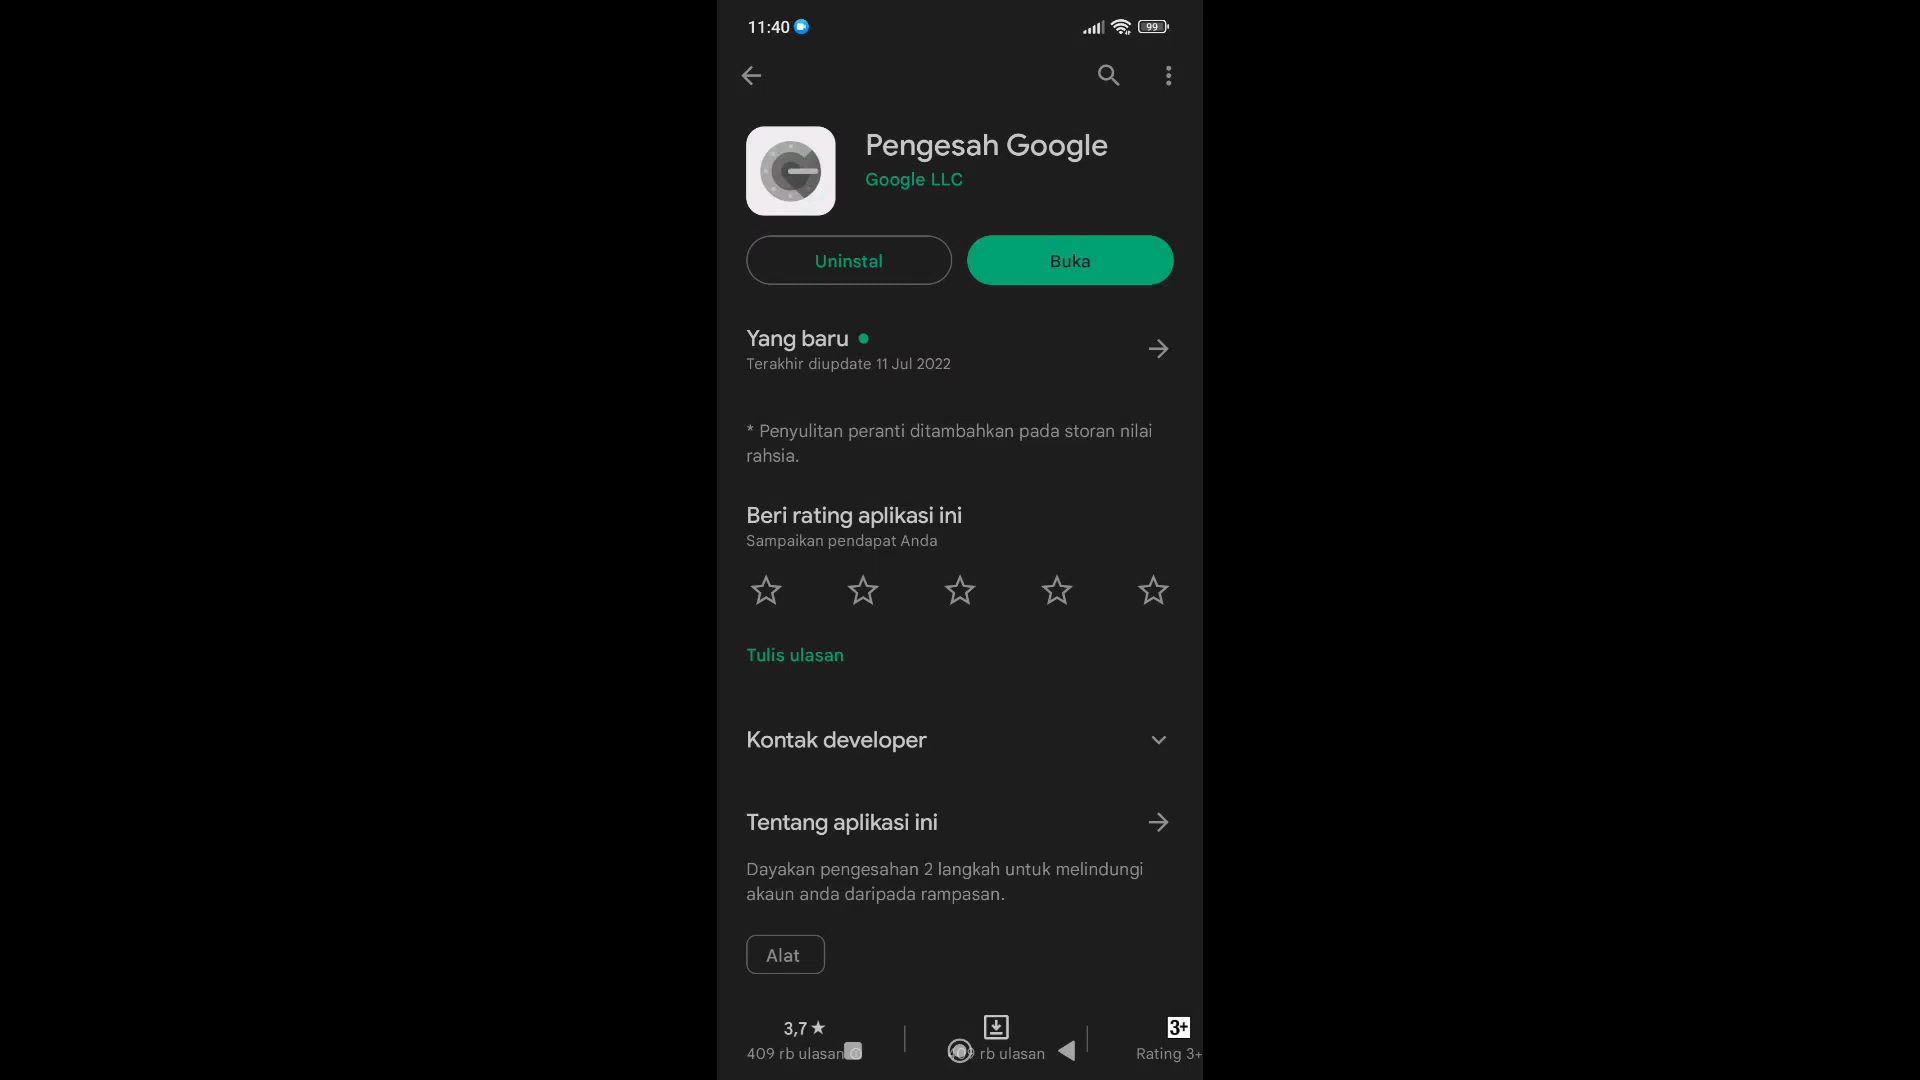 11:40
99
Pengesah Google
Google LLC
Uninstal
Buka
Yang baru
Terakhir diupdate 11 Jul 2022
* Penyulitan peranti ditambahkan pada storan nilai
rahsia.
Beri rating aplikasi ini
Sampaikan pendapat Anda
Tulis ulasan
Kontak developer
Tentang aplikasi ini
Dayakan pengesahan 2 langkah untuk melindungi
akaun anda daripada rampasan.
Alat
3,7★
3+
409 rb ulasan
409 rb ulasan
Rating 3+